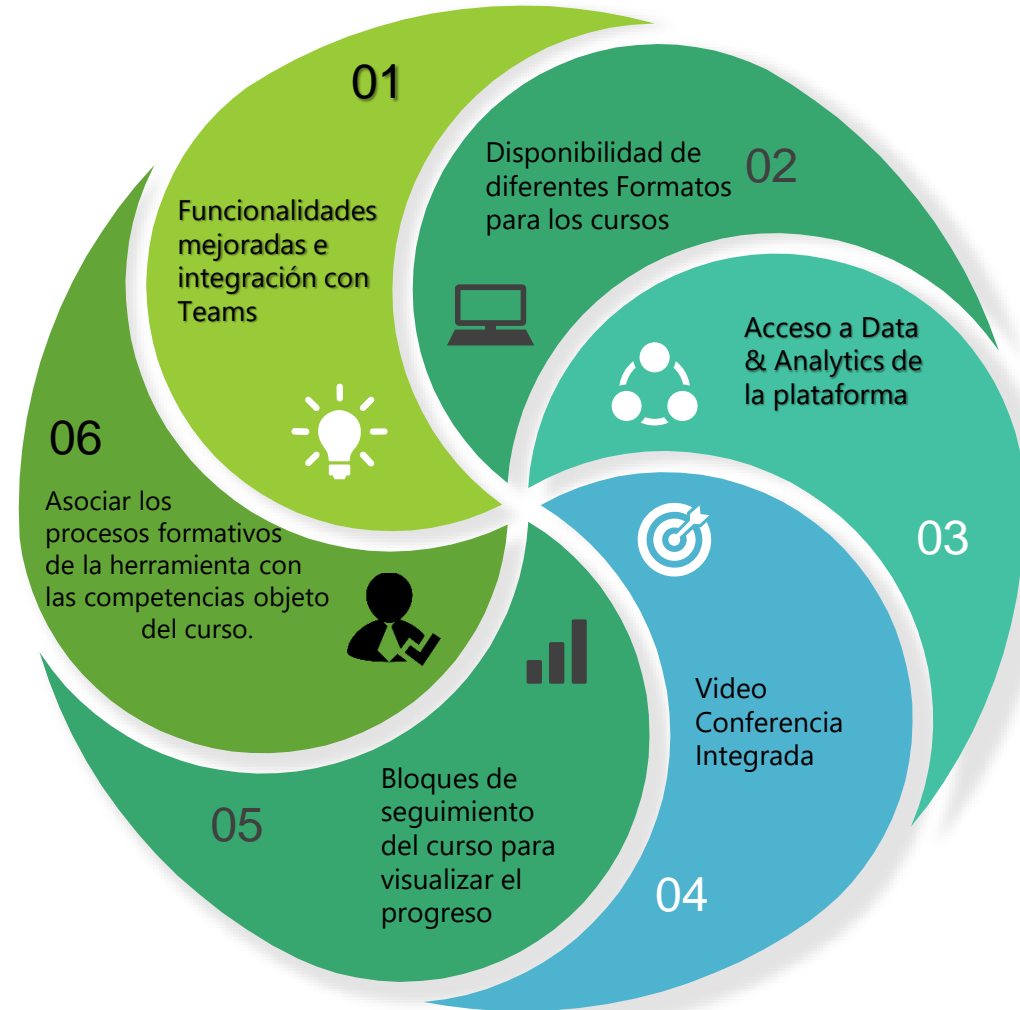 01
Funcionalidades
mejoradas e
integración con
Teams
Disponibilidad de
diferentes Formatos
para los cursos
02
Acceso a Data
& Analytics de
la plataforma
03
Video
Conferencia
Integrada
04
Bloques de
seguimiento
del curso para
visualizar el
progreso
05
06
Asociar los
procesos formativos
de la herramienta con
las competencias objeto
del curso.